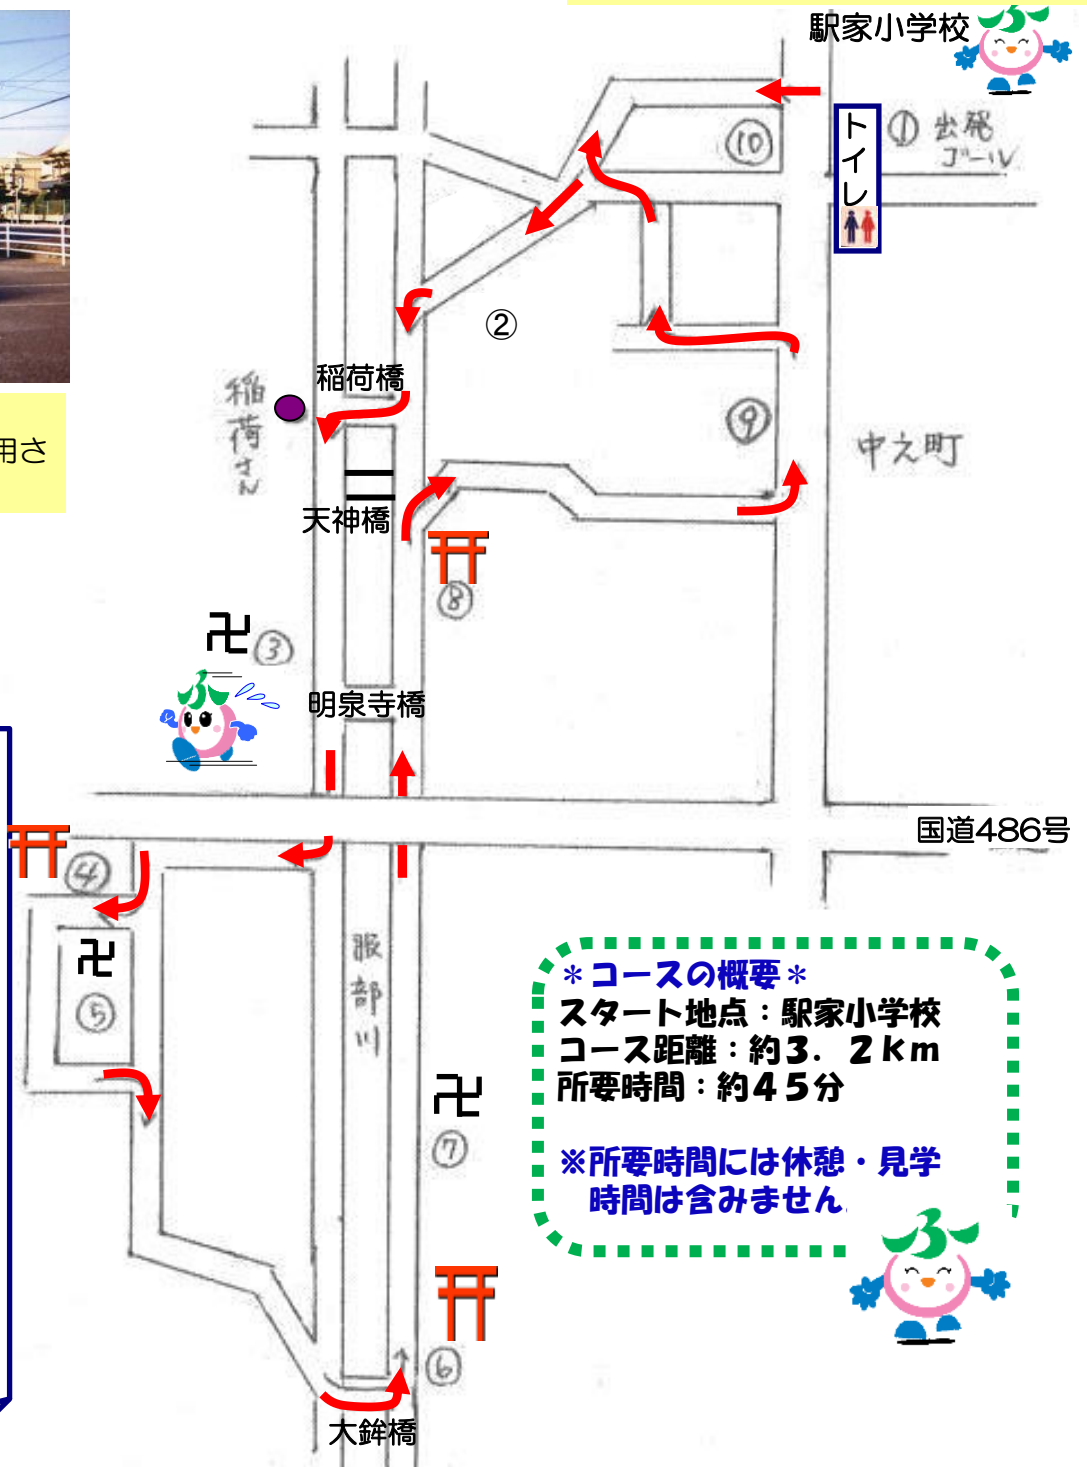 駅家小学校
トイレ
① 出発
ゴール
⑩
②
稲荷橋
稲荷さん
用さ
⑨
中之町
天神橋
⑧
③
明泉寺橋
国道486号
④
⑤
服部川
＊コースの概要＊
スタート地点：駅家小学校
コース距離：約３．２ｋｍ
所要時間：約４５分
※所要時間には休憩・見学
時間は含みません
⑦
⑥
大鉾橋